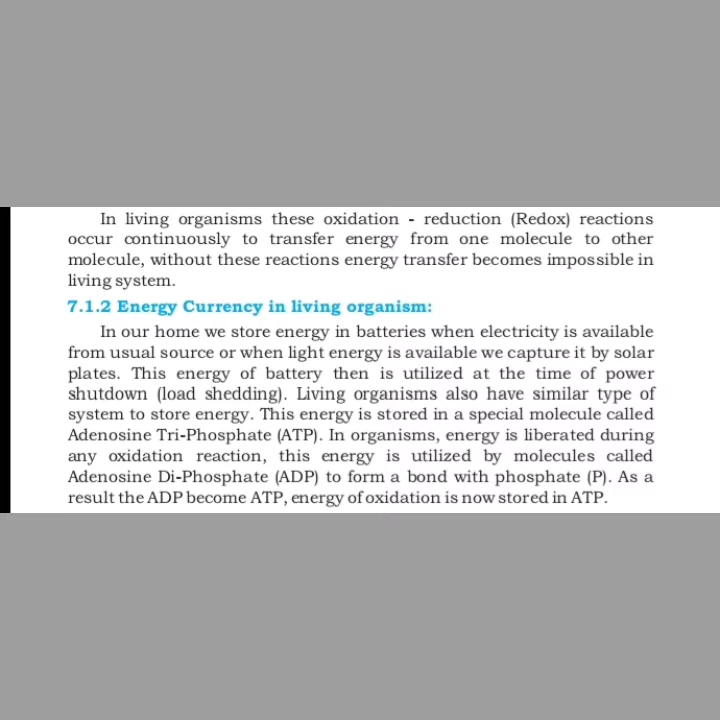 In living organisms these oxidation - reduction (Redox) reactions
occur continuously to transfer energy from one molecule to other
molecule, without these reactions energy transfer becomes impossible in
living system.
7.1.2 Energy Currency in living organism:
In our home we store energy in batteries when electricity is available
from usual source or when light energy is available we capture it by solar
plates. This energy of battery then is utilized at the time of power
shutdown (load shedding). Living organisms also have similar type of
system to store energy. This energy is stored in a special molecule called
Adenosine Tri-Phosphate (ATP). In organisms, energy is liberated during
any oxidation reaction, this energy is utilized by molecules called
Adenosine Di-Phosphate (ADP) to form a bond with phosphate (P). As a
result the ADP become ATP, energy of oxidation is now stored in ATP.